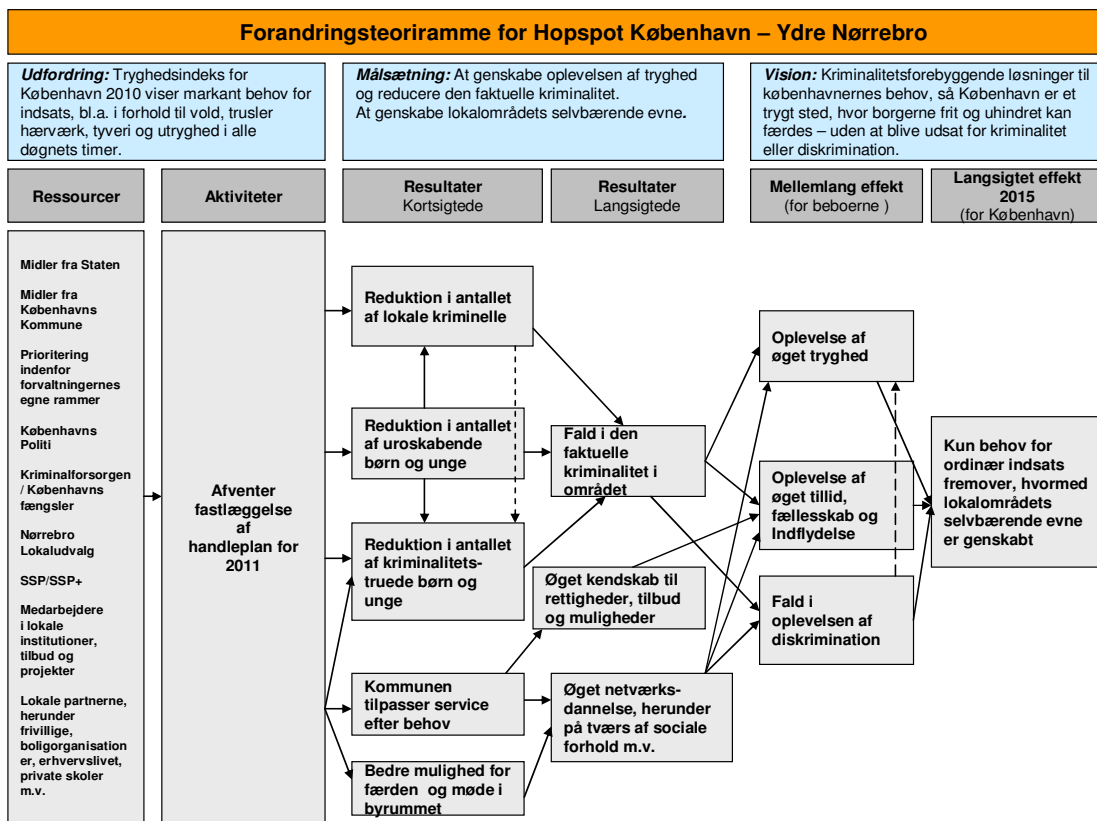 Forandringsteoriramme for Hopspot København – Ydre Nørrebro
Udfordring: Tryghedsindeks for
København 2010 viser markant behov for
indsats, bl.a. i forhold til vold, trusler
hærværk, tyveri og utryghed i alle
døgnets timer.
Målsætning: At genskabe oplevelsen af tryghed
og reducere den faktuelle kriminalitet.
At genskabe lokalområdets selvbærende evne.
Vision: Kriminalitetsforebyggende løsninger til
københavnernes behov, så København er et
trygt sted, hvor borgerne frit og uhindret kan
færdes – uden at blive udsat for kriminalitet
eller diskrimination.
Ressourcer
Aktiviteter
Resultater
Kortsigtede
Resultater
Langsigtede
Mellemlang effekt
(for beboerne )
Langsigtet effekt
2015
(for København)
Midler fra Staten
Midler fra
Københavns
Kommune
Prioritering
indenfor
forvaltningernes
egne rammer
Københavns
Politi
Kriminalforsorgen
/ Københavns
fængsler
Nørrebro
Lokaludvalg
SSP/SSP+
Medarbejdere
i lokale
institutioner,
tilbud og
projekter
Lokale partnerne,
herunder
frivillige,
boligorganisation
er, erhvervslivet,
private skoler
m.v.
Afventer
fastlæggelse
af
handleplan for
2011
Reduktion i antallet
af lokale kriminelle
Reduktion i antallet
af uroskabende
børn og unge
Reduktion i antallet
af kriminalitets-
truede børn og
unge
Kommunen
tilpasser service
efter behov
Bedre mulighed for
færden og møde i
byrummet
Fald i den
faktuelle
kriminalitet i
området
Øget kendskab til
rettigheder, tilbud
og muligheder
Øget netværks-
dannelse, herunder
på tværs af sociale
forhold m.v.
Oplevelse af
øget tryghed
Oplevelse af
øget tillid,
fællesskab og
Indflydelse
Fald i
oplevelsen af
diskrimination
Kun behov for
ordinær indsats
fremover, hvormed
lokalområdets
selvbærende evne
er genskabt